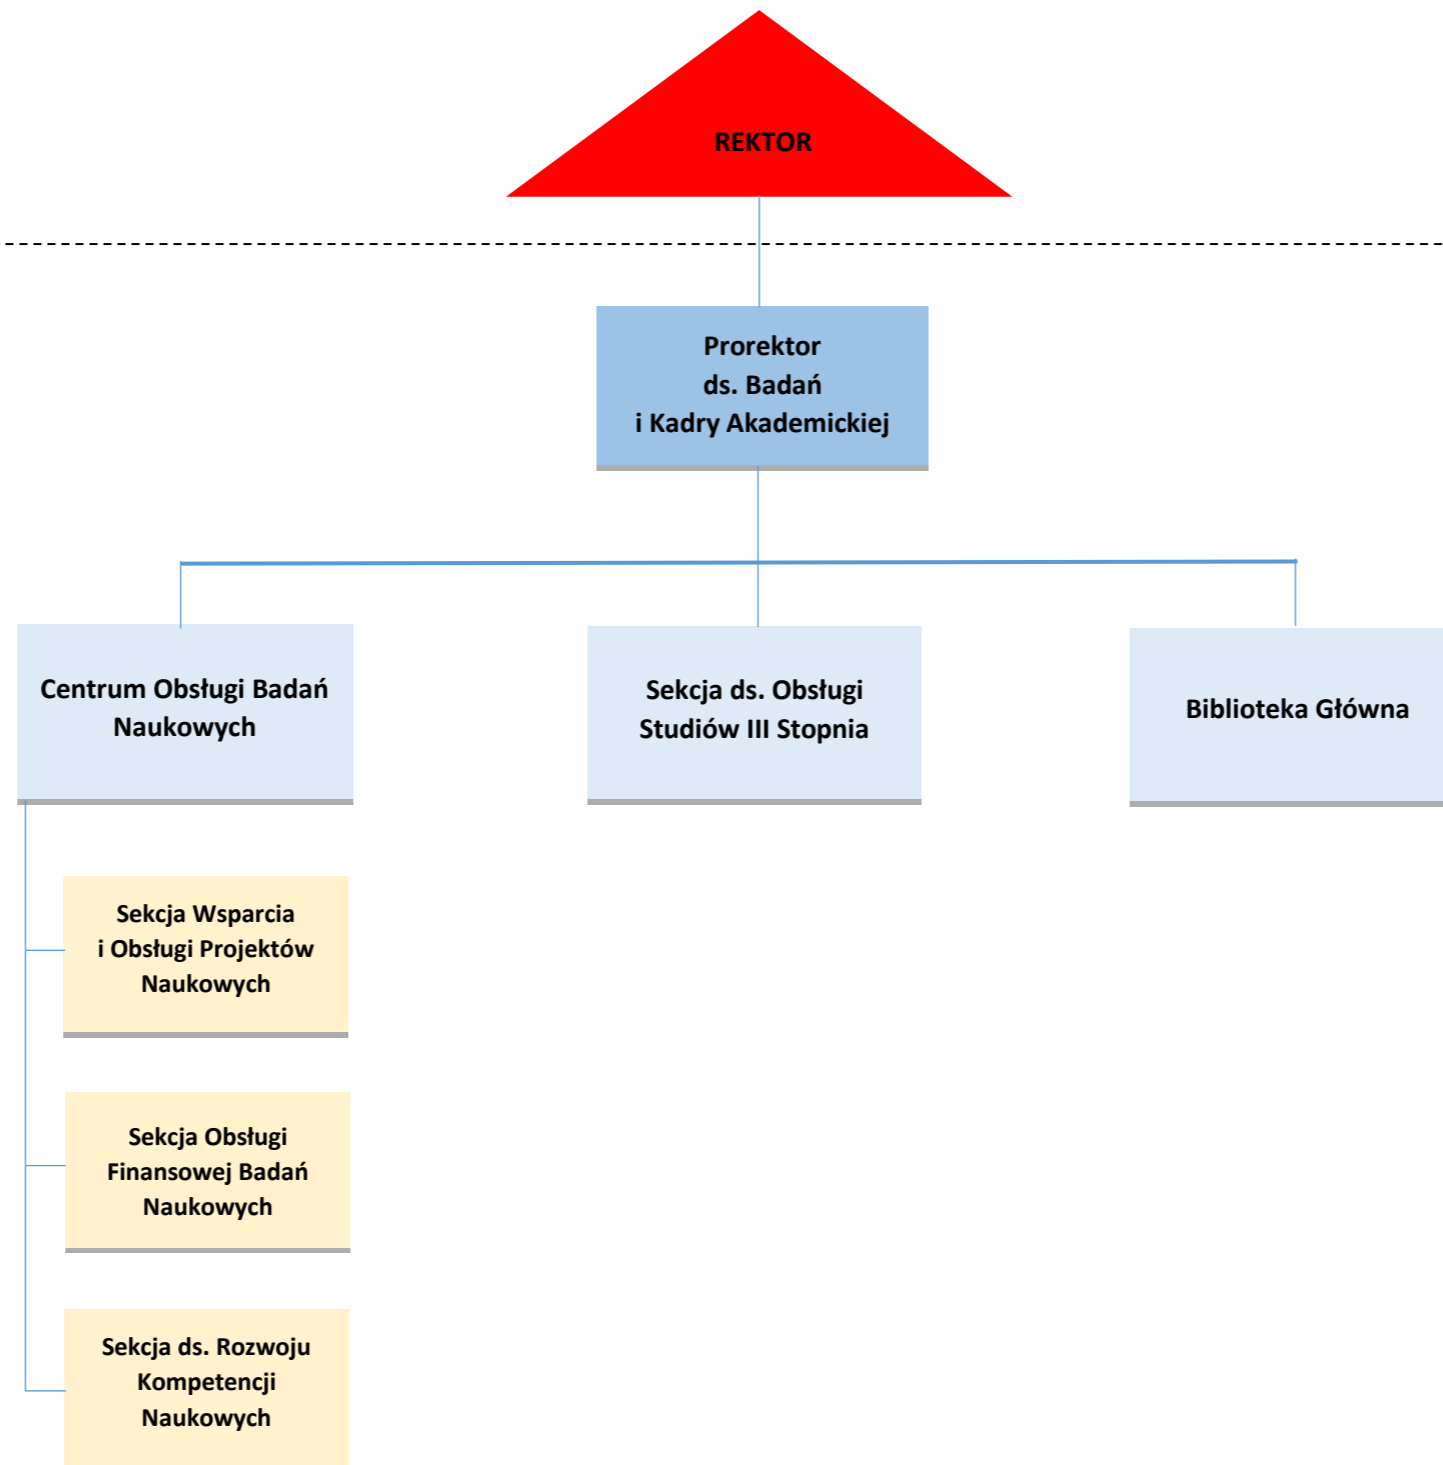 REKTOR
Prorektor
ds. Badań
i Kadry Akademickiej
Centrum Obsługi Badań
Naukowych
Sekcja ds. Obsługi
Studiów III Stopnia
Biblioteka Główna
Sekcja Wsparcia
i Obsługi Projektów
Naukowych
Sekcja Obsługi
Finansowej Badań
Naukowych
Sekcja ds. Rozwoju
Kompetencji
Naukowych